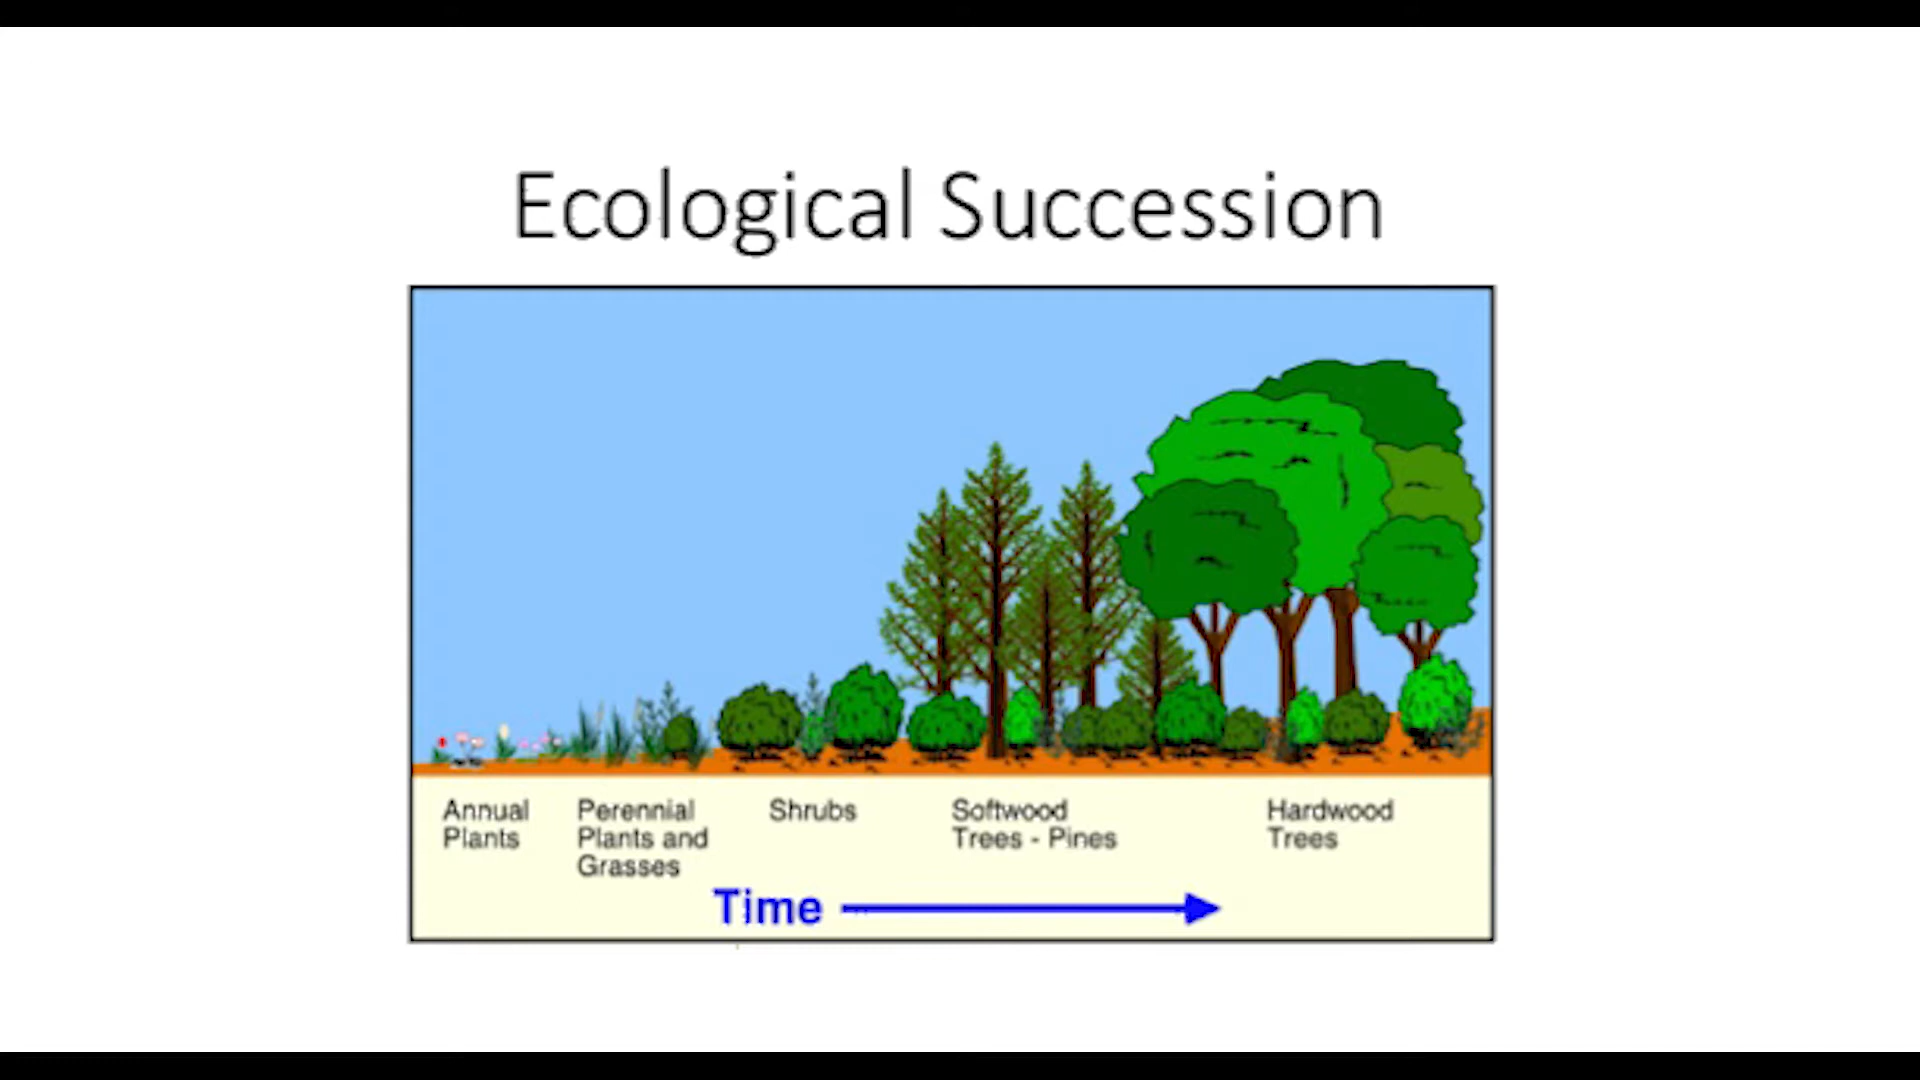 Ecological Succession
Annual
Plants
Perennial
Plants and
Grasses
Shrubs
Softwood
Trees - Pines
Hardwood
Trees
Time